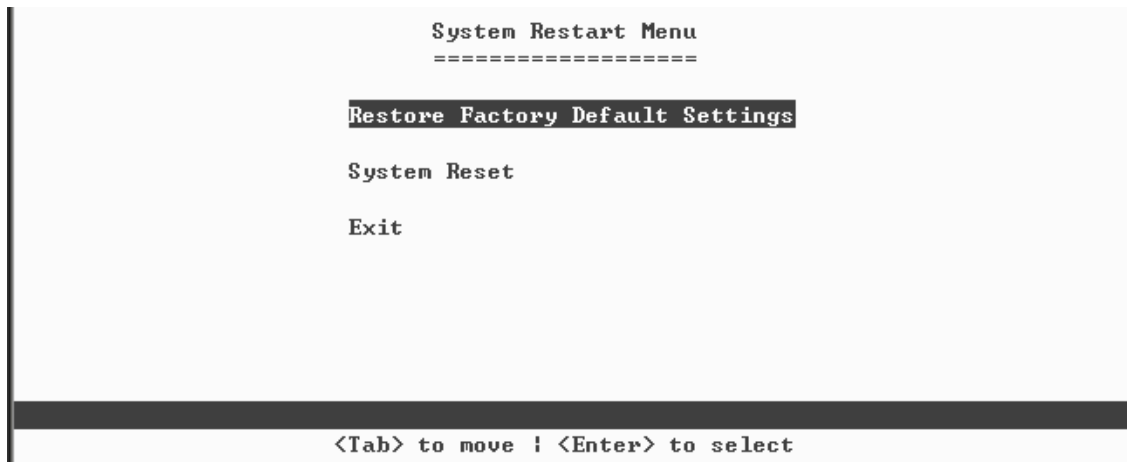 System Restart Menu
===================
Restore Factory Default Settings
System Reset
Exit
<Tab> to move ¦ <Enter> to select